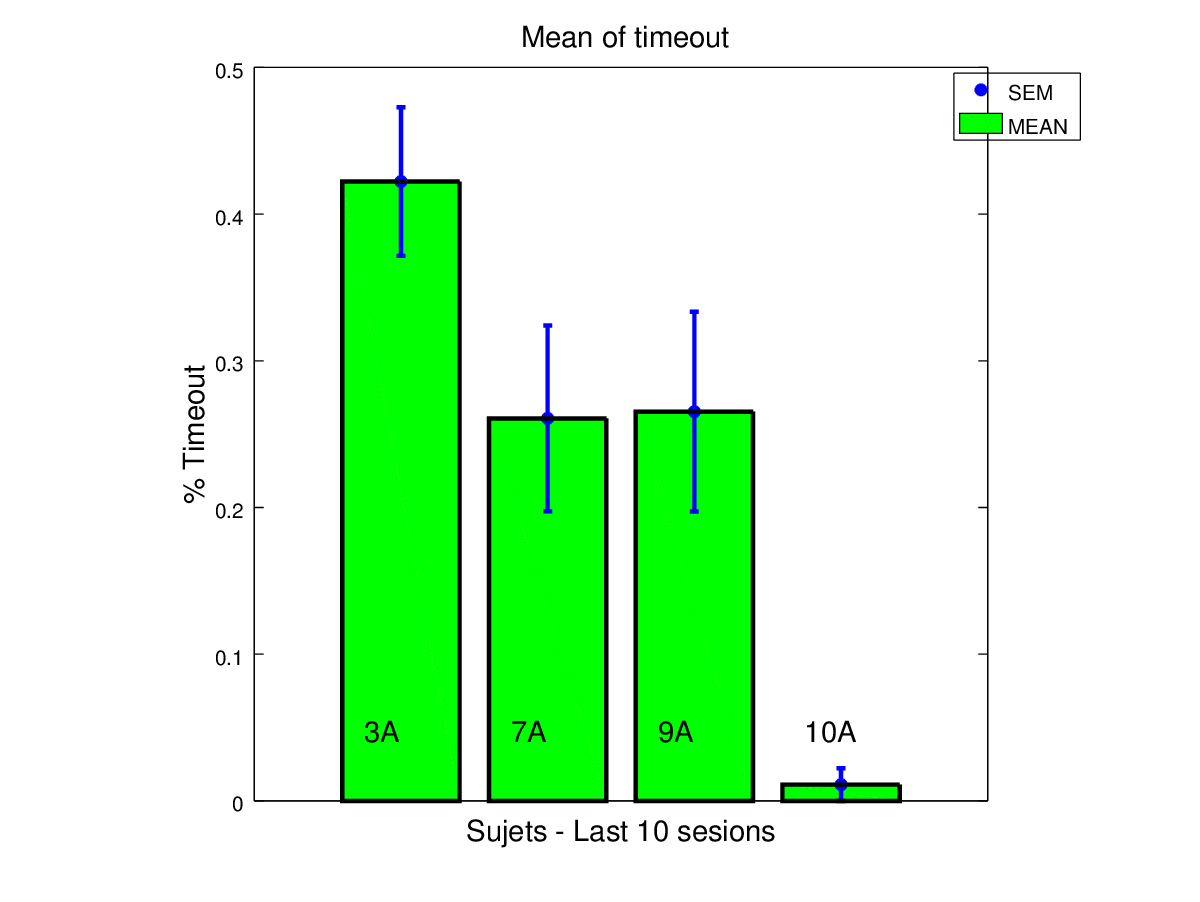 Mean of timeout
SEM
MEAN
% Timeout
0.5
0.4
0.3
0.2
0.1
0
3A
7A
9A
10A
Sujets - Last 10 sesions